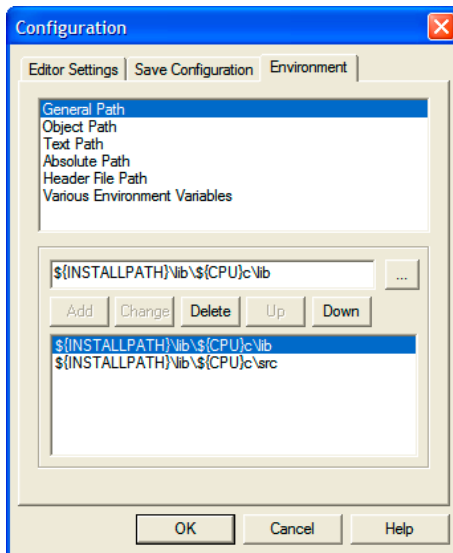 Configuration
Editor Settings Save Configuration Environment
General Path
Object Path
Text Path
Absolute Path
Header File Path
Various Environment Variables
${INSTALLPATH}\lib\${CPU}c\lib ...
Add Change Delete Up Down
${INSTALLPATH}\lib\${CPU}c\lib
${INSTALLPATH}\lib\${CPU}c\src
OK Cancel Help